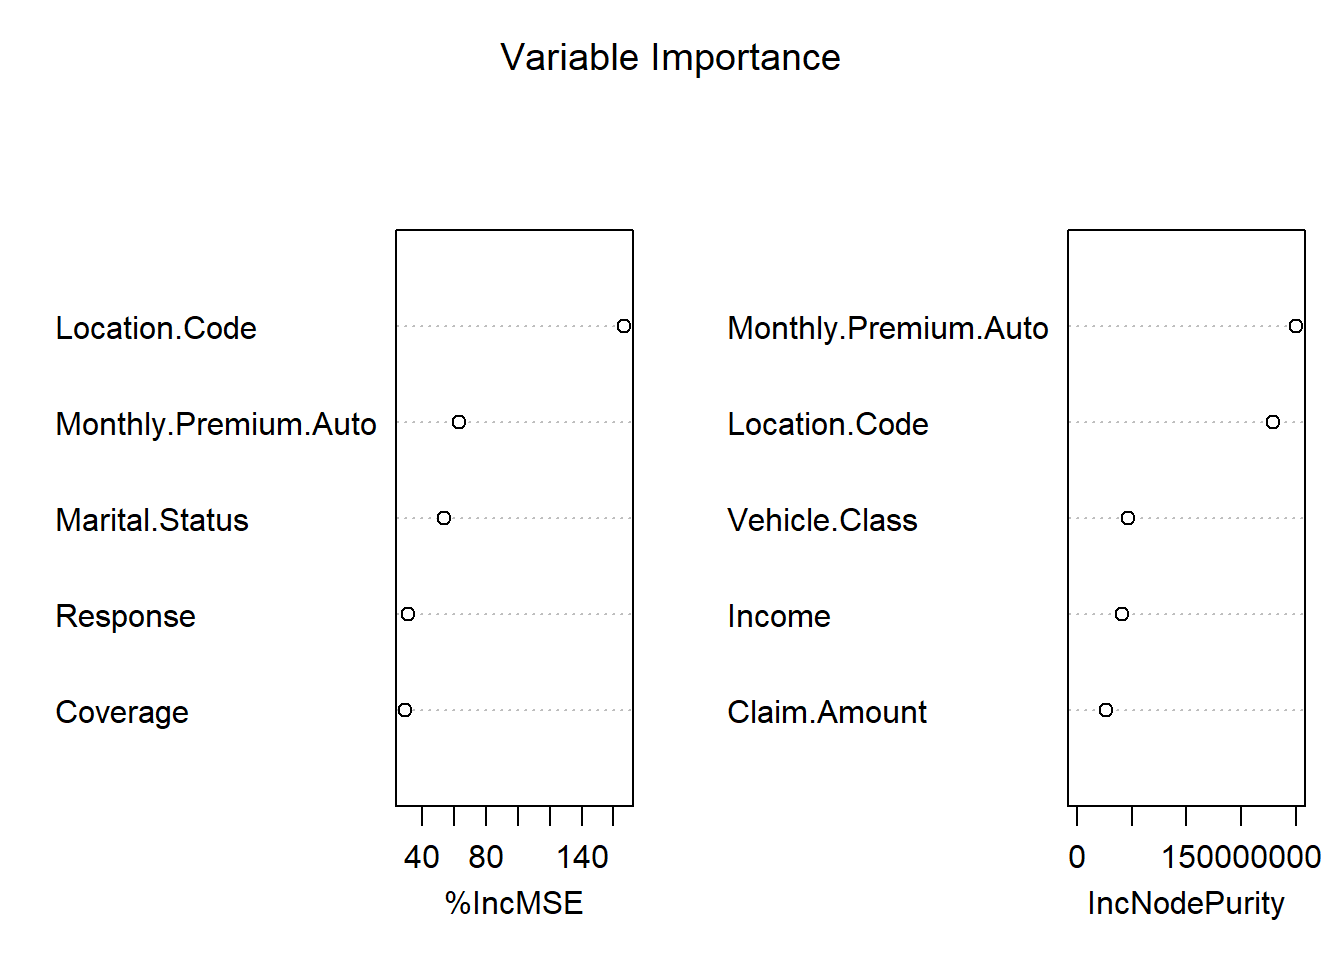 Variable Importance
Location.Code
Monthly.Premium.Auto
Marital.Status
Response
Coverage
40 80 140
%IncMSE
Monthly.Premium.Auto
Location.Code
Vehicle.Class
Income
Claim.Amount
0 150000000
IncNodePurity